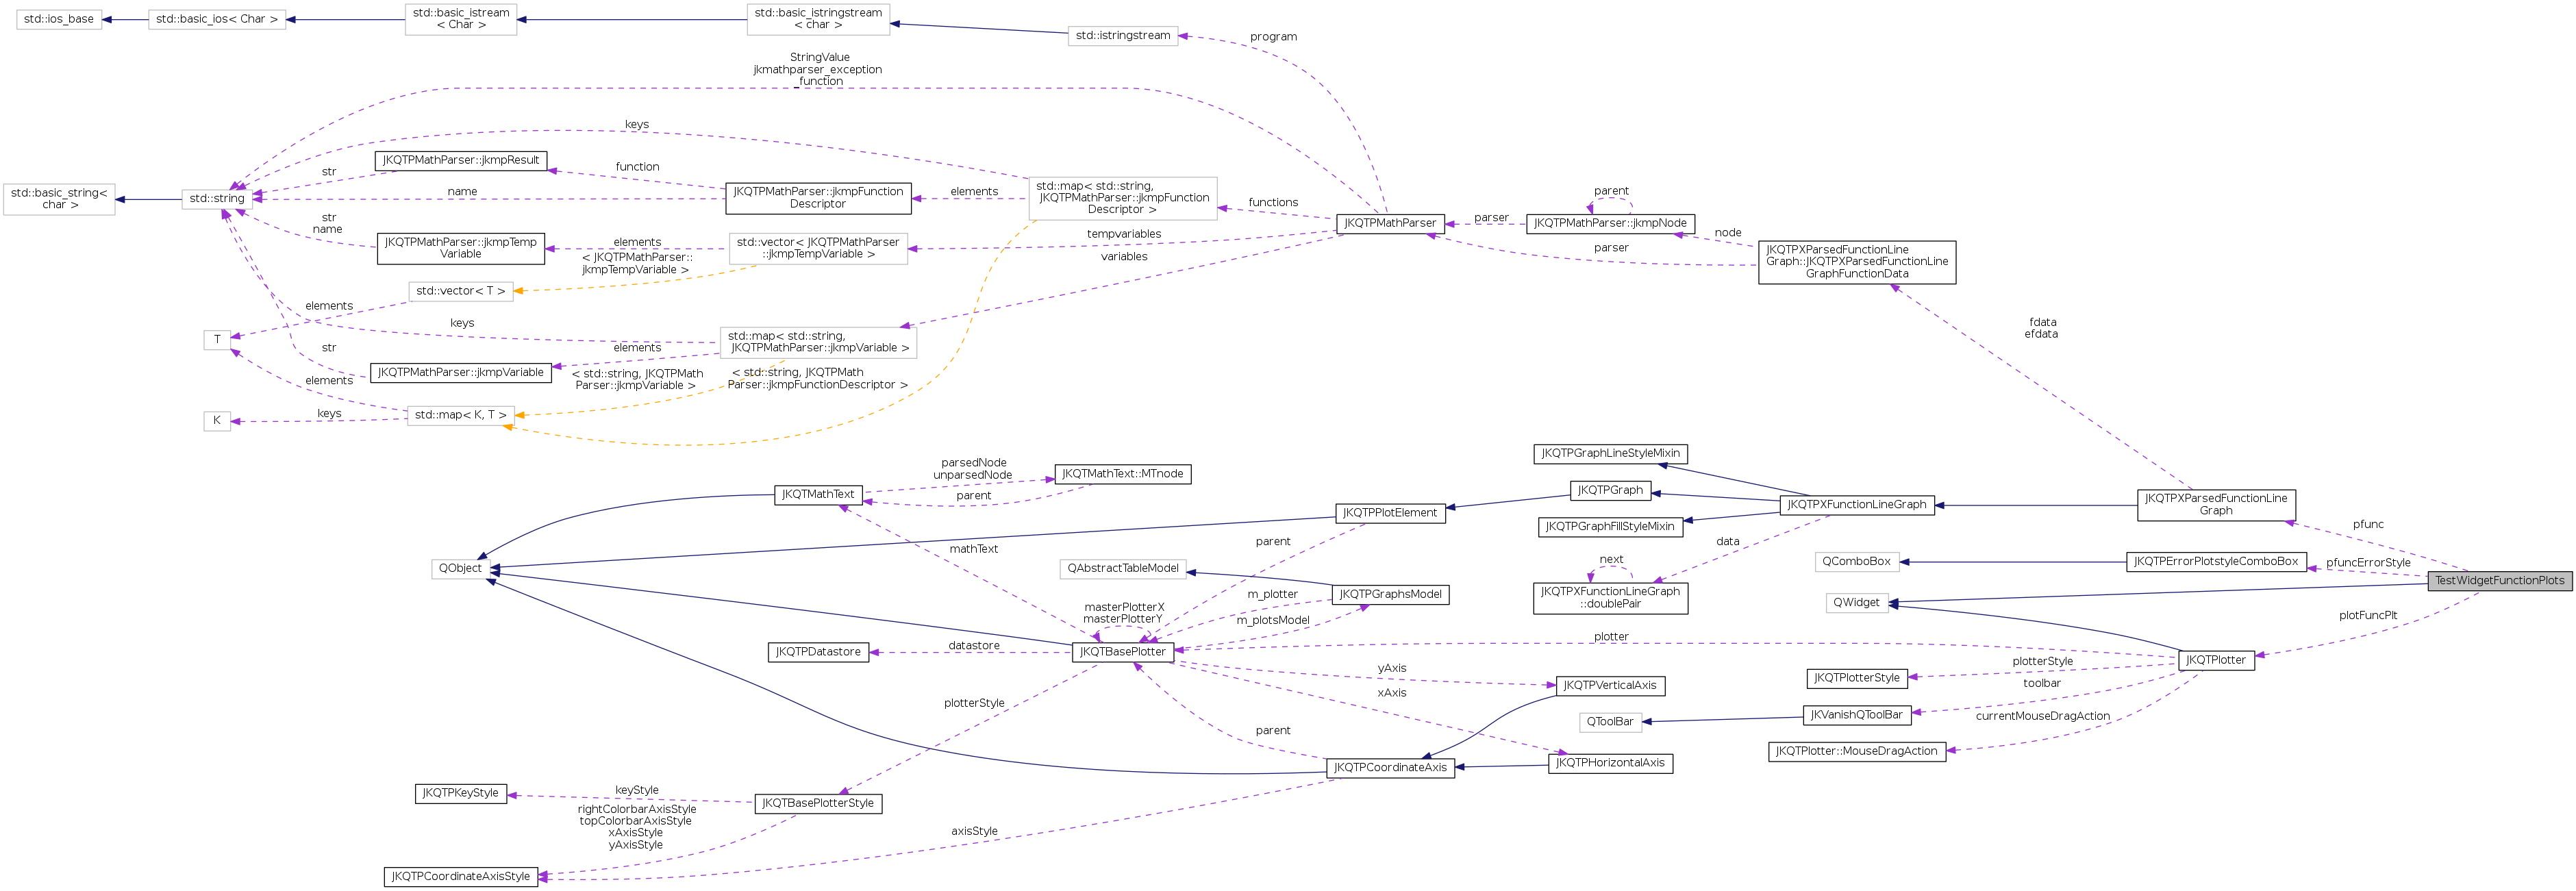 std::ios_base
std::basic_ios< Char >
std::basic_istream
< Char >
std::basic_istringstream
< char >
std::istringstream
program
StringValue
jkmathparser_exception
_function
keys
JKQTPMathParser::jkmpResult
str
function
std::basic_string<
char >
std::string
name
JKQTPMathParser::jkmpFunction
Descriptor
elements
std::map< std::string,
JKQTPMathParser::jkmpFunction
Descriptor >
functions
JKQTPMathParser
parser
parent
JKQTPMathParser::jkmpNode
node
parser
JKQTPXParsedFunctionLine
Graph::JKQTPXParsedFunctionLine
GraphFunctionData
str
name
JKQTPMathParser::jkmpTemp
Variable
elements
< JKQTPMathParser::
jkmpTempVariable >
std::vector< JKQTPMathParser
::jkmpTempVariable >
tempvariables
variables
std::vector< T >
elements
T
keys
std::map< std::string,
JKQTPMathParser::jkmpVariable >
str
JKQTPMathParser::jkmpVariable
elements
< std::string, JKQTPMath
Parser::jkmpVariable >
< std::string, JKQTPMath
Parser::jkmpFunctionDescriptor >
elements
keys
K
std::map< K, T >
fdata
efdata
JKQTPGraphLineStyleMixin
parsedNode
unparsedNode
JKQTMathText::MTnode
parent
JKQTMathText
JKQTPGraph
JKQTPXFunctionLineGraph
JKQTPXParsedFunctionLine
Graph
JKQTPPlotElement
JKQTPGraphFillStyleMixin
pfunc
mathText
parent
data
QObject
QAbstractTableModel
next
JKQTPXFunctionLineGraph
::doublePair
QComboBox
JKQTPErrorPlotstyleComboBox
pfuncErrorStyle
TestWidgetFunctionPlots
QWidget
m_plotter
JKQTPGraphsModel
masterPlotterX
masterPlotterY
m_plotsModel
plotFuncPlt
JKQTPDatastore
datastore
JKQTBasePlotter
plotter
JKQTPlotter
yAxis
xAxis
JKQTPVerticalAxis
plotterStyle
JKQTPlotterStyle
toolbar
plotterStyle
QToolBar
JKVanishQToolBar
currentMouseDragAction
parent
JKQTPlotter::MouseDragAction
JKQTPCoordinateAxis
JKQTPHorizontalAxis
JKQTPKeyStyle
keyStyle
JKQTBasePlotterStyle
rightColorbarAxisStyle
topColorbarAxisStyle
xAxisStyle
yAxisStyle
axisStyle
JKQTPCoordinateAxisStyle